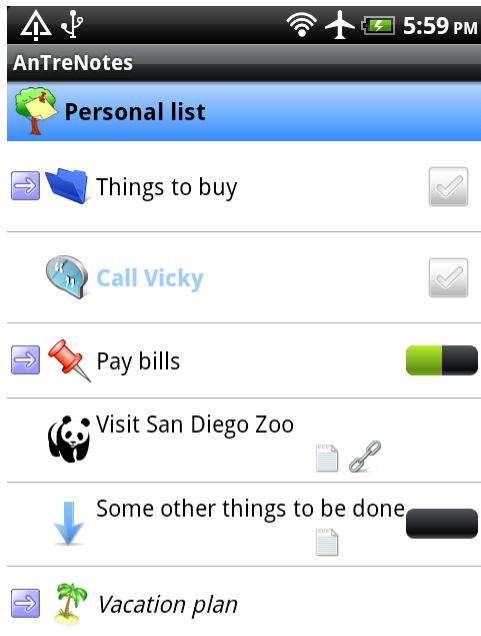 5:59 PM
AnTreNotes
Personal list
Things to buy
Call Vicky
Pay bills
Visit San Diego Zoo
Some other things to be done
Vacation plan